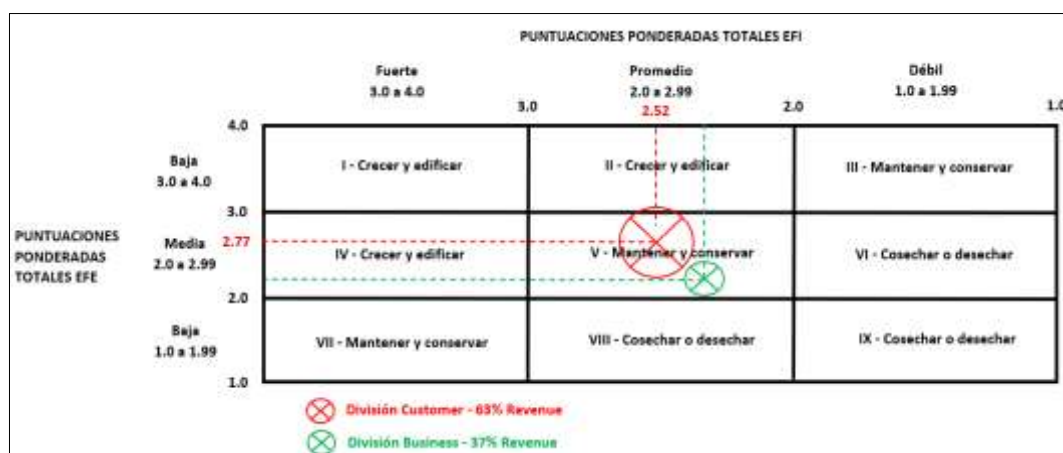 PUNTUACIONES PONDERADAS TOTALES EFI
Fuerte
3.0 a 4.0
Promedio
2.0 a 2.99
Débil
1.0 a 1.99
3.0
2.52
2.0
1.0
4.0
Baja
3.0 a 4.0
I - Crecer y edificar
II - Crecer y edificar
III - Mantener y conservar
3.0
PUNTUACIONES
PONDERADAS
TOTALES EFE
Media
2.0 a 2.99
2.77
IV - Crecer y edificar
V - Mantener y conservar
VI - Cosechar o desechar
2.0
Baja
1.0 a 1.99
VII - Mantener y conservar
VIII - Cosechar o desechar
IX - Cosechar o desechar
1.0
División Customer - 63% Revenue
División Business - 37% Revenue